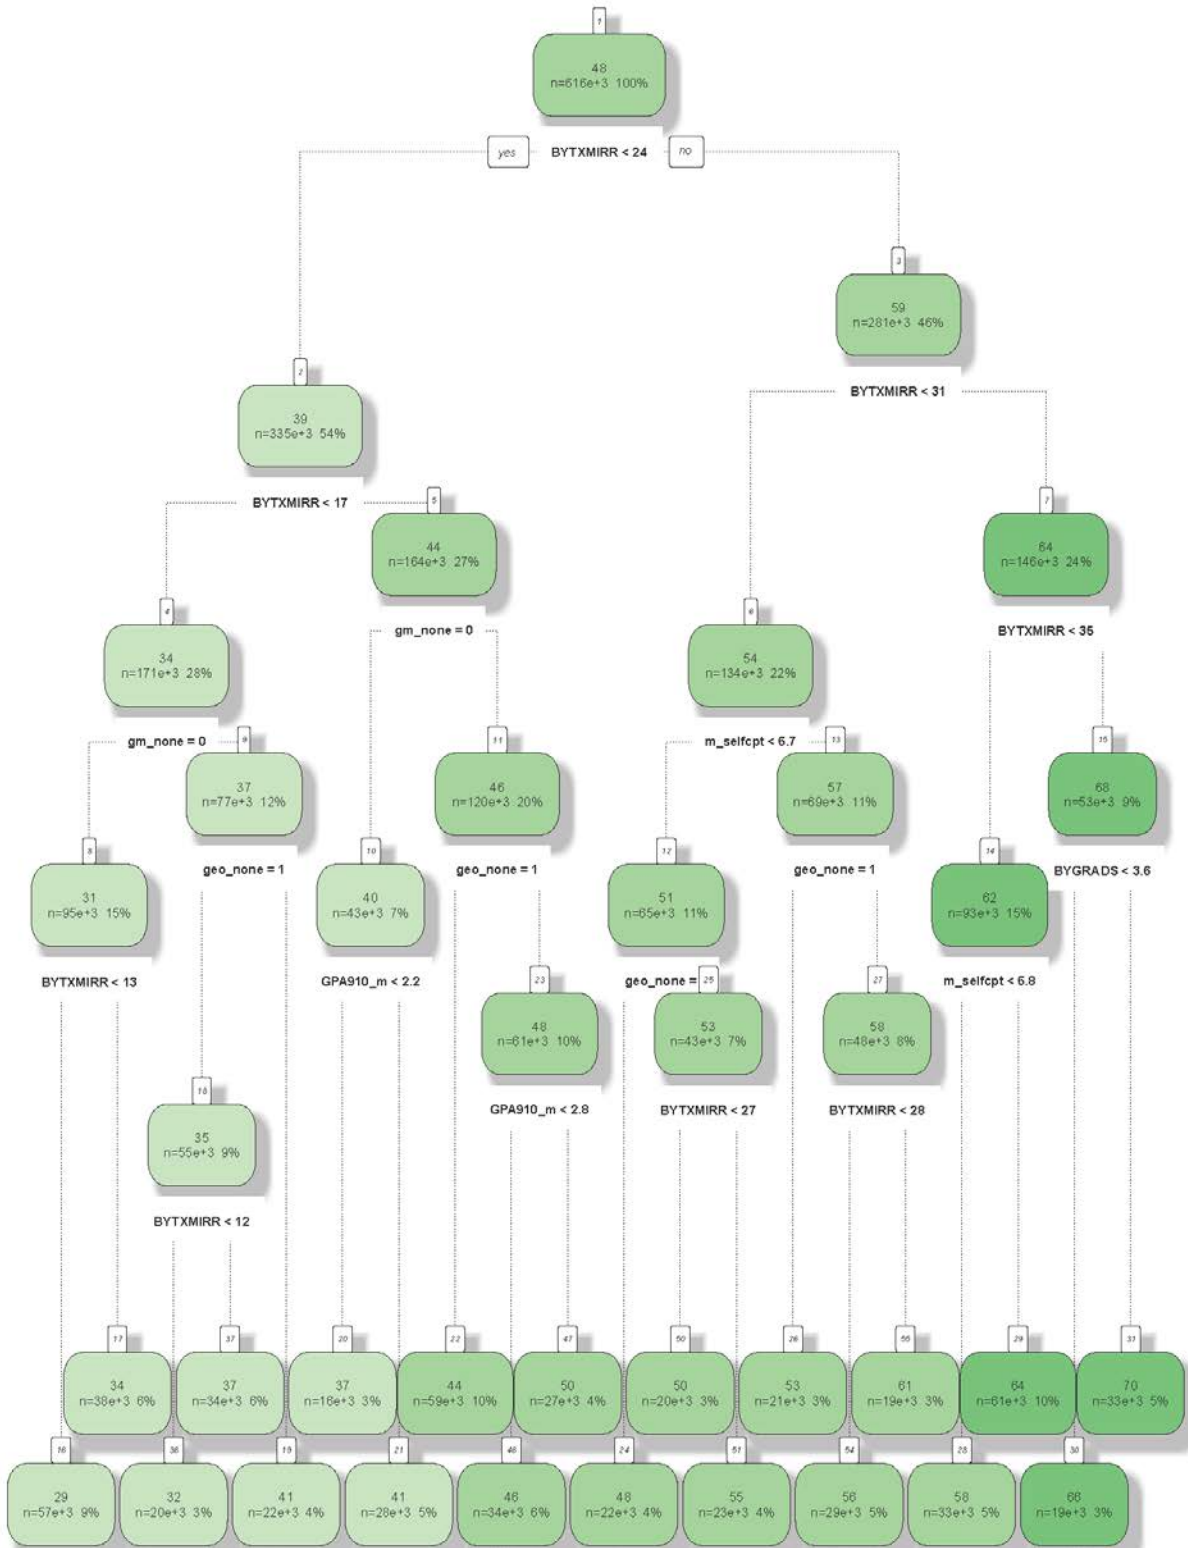 1
48
n=616e+3 100%
yes
BYTXMIRR < 24
no
3
59
n=281e+3 46%
2
39
n=335e+3 54%
BYTXMIRR < 31
BYTXMIRR < 17
5
7
44
n=164e+3 27%
64
n=146e+3 24%
4
6
34
n=171e+3 28%
gm_none = 0
54
n=134e+3 22%
BYTXMIRR < 35
gm_none = 0
9
11
m_selfcpt < 6.7
13
15
37
n=77e+3 12%
46
n=120e+3 20%
57
n=69e+3 11%
68
n=53e+3 9%
8
10
12
14
31
n=95e+3 15%
geo_none = 1
40
n=43e+3 7%
geo_none = 1
51
n=65e+3 11%
geo_none = 1
62
n=93e+3 15%
BYGRADS < 3.6
BYTXMIRR < 13
GPA910_m < 2.2
23
geo_none =
25
27
m_selfcpt < 6.8
48
n=61e+3 10%
53
n=43e+3 7%
58
n=48e+3 8%
18
35
n=55e+3 9%
GPA910_m < 2.8
BYTXMIRR < 27
BYTXMIRR < 28
BYTXMIRR < 12
17
37
20
22
47
50
26
55
29
31
34
n=38e+3 6%
37
n=34e+3 6%
37
n=16e+3 3%
44
n=59e+3 10%
50
n=27e+3 4%
50
n=20e+3 3%
53
n=21e+3 3%
61
n=19e+3 3%
64
n=61e+3 10%
70
n=33e+3 5%
16
36
19
21
46
24
51
54
28
30
29
n=57e+3 9%
32
n=20e+3 3%
41
n=22e+3 4%
41
n=28e+3 5%
46
n=34e+3 6%
48
n=22e+3 4%
55
n=23e+3 4%
56
n=29e+3 5%
58
n=33e+3 5%
66
n=19e+3 3%